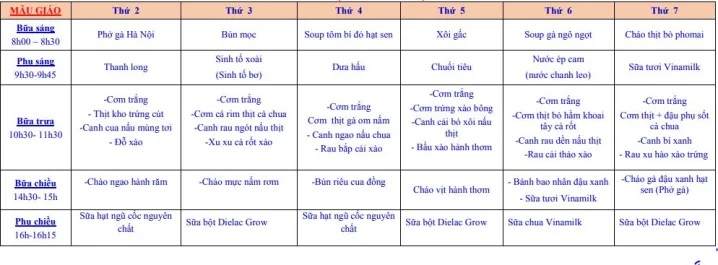 MẪU GIÁO Thứ 2 Thứ 3 Thứ 4 Thứ 5 Thứ 6 Thứ 7
Bữa sáng
8h00 – 8h30
Phở gà Hà Nội
Bún mọc
Soup tôm bí đỏ hạt sen
Xôi gấc
Soup gà ngô ngọt
Cháo thịt bò phomai
Phụ sáng
9h30-9h45
Thanh long
Sinh tố xoài
(Sinh tố bơ)
Dưa hấu
Chuối tiêu
Nước ép cam
(nước chanh leo)
Sữa tươi Vinamilk
Bữa trưa
10h30- 11h30
-Cơm trắng
- Thịt kho trứng cút
-Canh cua nấu mùng tơi
- Đỗ xào
-Cơm trắng
-Cơm cá rim thịt cà chua
-Canh rau ngót nấu thịt
-Xu xu cà rốt xào
-Cơm trắng
Cơm thịt gà om nấm
- Canh ngao nấu chua
- Rau bắp cải xào
-Cơm trắng
-Cơm trứng xào bông
-Canh cải bó xôi nấu
thịt
- Bầu xào hành thơm
-Cơm trắng
-Cơm thịt bò hầm khoai
tây cà rốt
-Canh rau dền nấu thịt
-Rau cải thảo xào
-Cơm trắng
Cơm thịt + đậu phụ sốt
cà chua
-Canh bí xanh
- Rau xu hào xào trứng
Bữa chiều
14h30- 15h
-Cháo ngao hành răm
-Cháo mực nấm rơm
-Bún riêu cua đồng
Cháo vịt hành thơm
- Bánh bao nhân đậu xanh
- Sữa tươi Vinamilk
-Cháo gà đậu xanh hạt
sen (Phở gà)
Phụ chiều
16h-16h15
Sữa hạt ngũ cốc nguyên
chất
Sữa bột Dielac Grow
Sữa hạt ngũ cốc nguyên
chất
Sữa bột Dielac Grow
Sữa chua Vinamilk
Sữa bột Dielac Grow